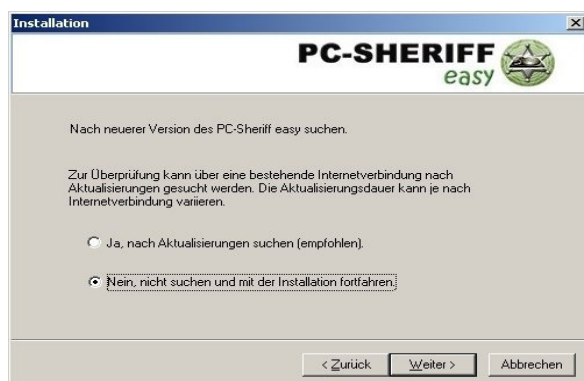 Installation
PC-SHERIFF
easy
Nach neuerer Version des PC-Sheriff easy suchen.
Zur Überprüfung kann über eine bestehende Internetverbindung nach
Aktualisierungen gesucht werden. Die Aktualisierungsdauer kann je nach
Internetverbindung variieren.
Ja, nach Aktualisierungen suchen (empfohlen).
Nein, nicht suchen und mit der Installation fortfahren.
< Zurück Weiter > Abbrechen